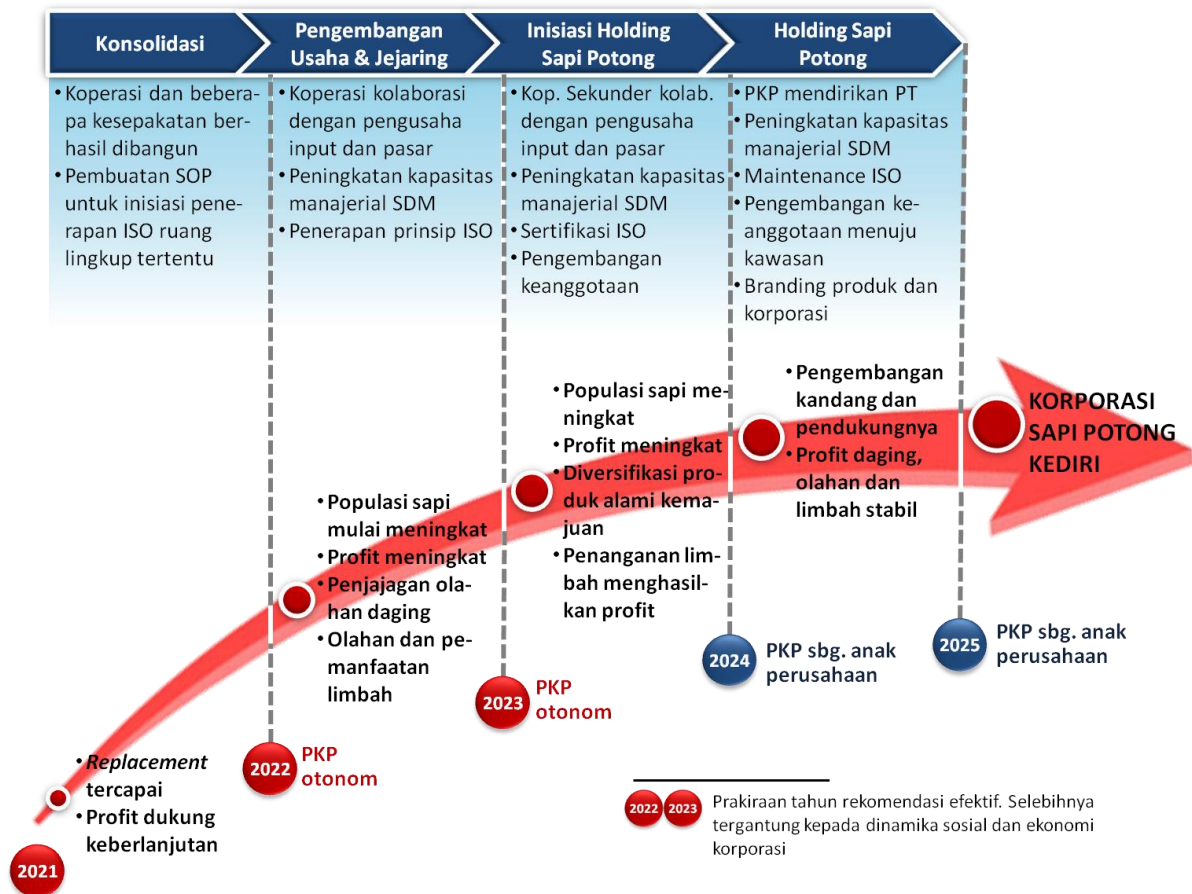 Konsolidasi
Pengembangan
Usaha & Jejaring
Inisiasi Holding
Sapi Potong
Holding Sapi
Potong
• Koperasi dan bebera-
pa kesepakatan ber-
hasil dibangun
• Pembuatan SOP
untuk inisiasi pene-
rapan ISO ruang
lingkup tertentu
• Koperasi kolaborasi
dengan pengusaha
input dan pasar
• Peningkatan kapasitas
manajerial SDM
• Penerapan prinsip ISO
• Kop. Sekunder kolab.
dengan pengusaha
input dan pasar
• Peningkatan kapasitas
manajerial SDM
• Sertifikasi ISO
• Pengembangan
keanggotaan
• PKP mendirikan PT
• Peningkatan kapasitas
manajerial SDM
• Maintenance ISO
• Pengembangan ke-
anggotaan menuju
kawasan
• Branding produk dan
korporasi
• Replacement
tercapai
• Profit dukung
keberlanjutan
• Populasi sapi
mulai meningkat
• Profit meningkat
• Penjajagan ola-
han daging
• Olahan dan pe-
manfaatan
limbah
• Populasi sapi me-
ningkat
• Profit meningkat
• Diversifikasi pro-
duk alami kema-
juan
• Penanganan lim-
bah menghasil-
kan profit
• Pengembangan
kandang dan
pendukungnya
• Profit daging,
olahan dan
limbah stabil
KORPORASI
SAPI POTONG
KEDIRI
2021
2022
PKP
otonom
2023
PKP
otonom
2024
PKP sbg. anak
perusahaan
2025
PKP sbg. anak
perusahaan
2022 2023 Prakiraan tahun rekomendasi efektif. Selebihnya
tergantung kepada dinamika sosial dan ekonomi
korporasi